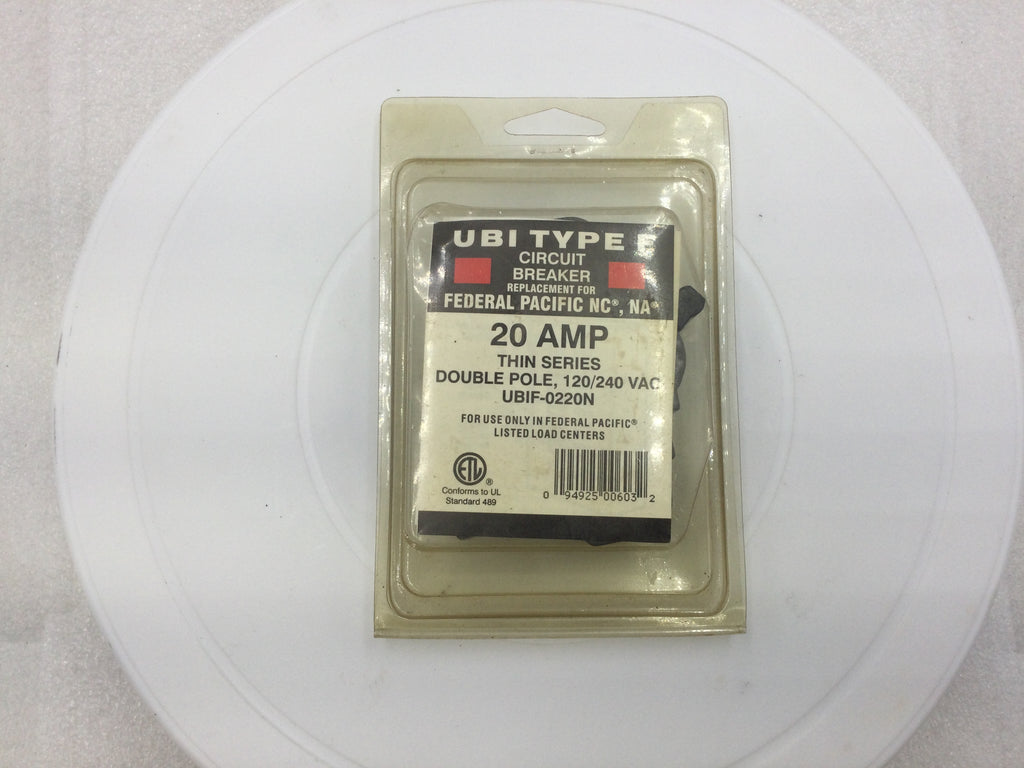 UBI TYPE F
CIRCUIT
BREAKER
REPLACEMENT FOR
FEDERAL PACIFIC NC®, NA®
20 AMP
THIN SERIES
DOUBLE POLE, 120/240 VAC
UBIF-0220N
FOR USE ONLY IN FEDERAL PACIFIC®
LISTED LOAD CENTERS
ETL®
Conforms to UL
Standard 489
0 94925 00603 2